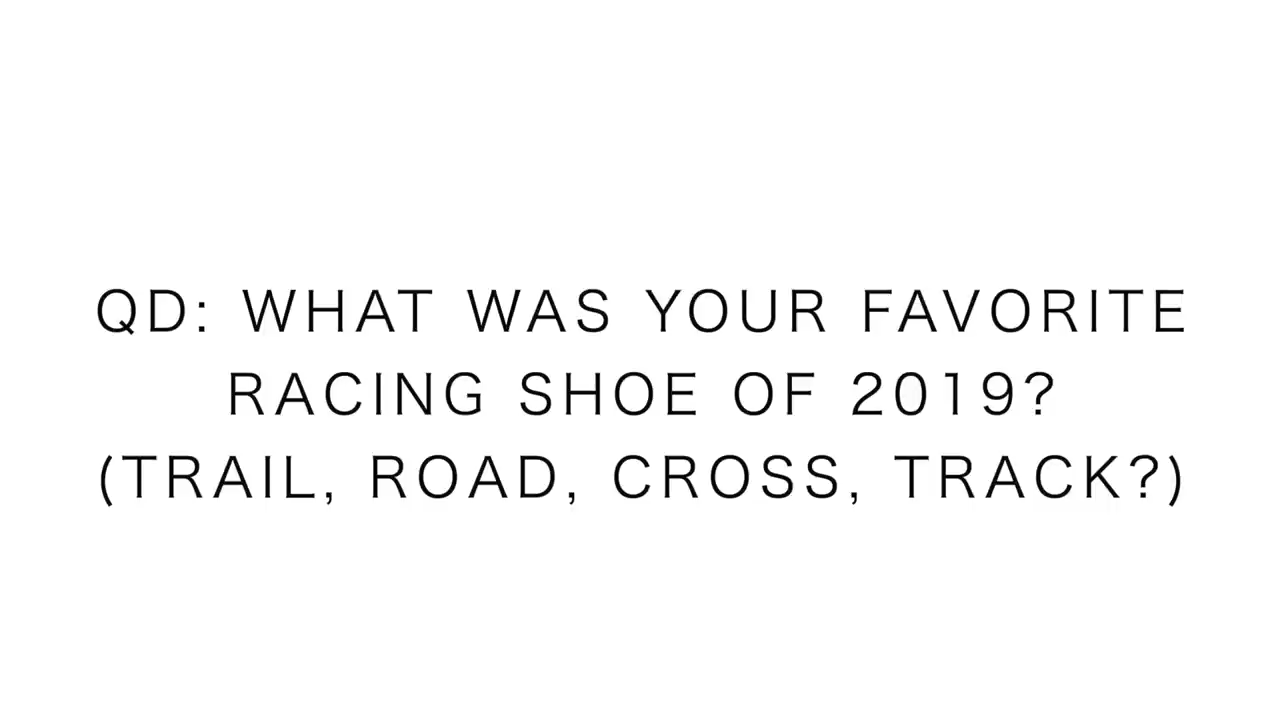 QD: WHAT WAS YOUR FAVORITE
RACING SHOE OF 2019?
(TRAIL, ROAD, CROSS, TRACK?)